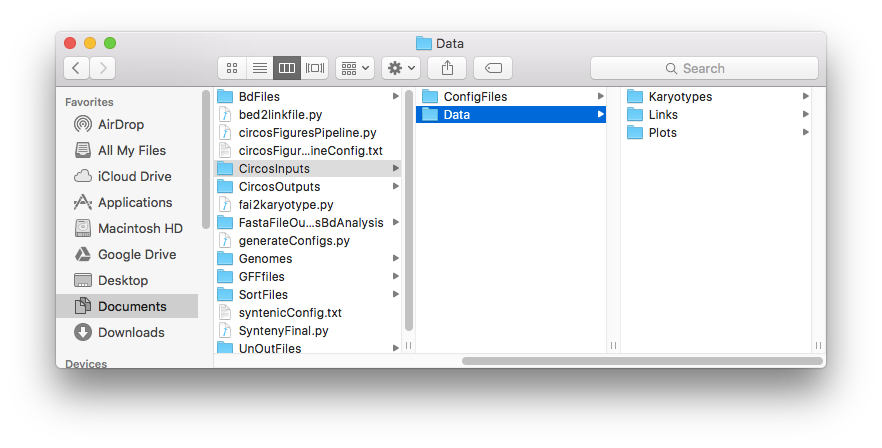 Data
Search
Favorites
AirDrop
All My Files
iCloud Drive
Applications
Macintosh HD
Google Drive
Desktop
Documents
Downloads
Devices
BdFiles
bed2linkfile.py
circosFiguresPipeline.py
circosFigur...ineConfig.txt
CircosInputs
CircosOutputs
fai2karyotype.py
FastaFileOu...sBdAnalysis
generateConfigs.py
Genomes
GFFfiles
SortFiles
syntenicConfig.txt
SyntenyFinal.py
UnOutFiles
ConfigFiles
Data
Karyotypes
Links
Plots